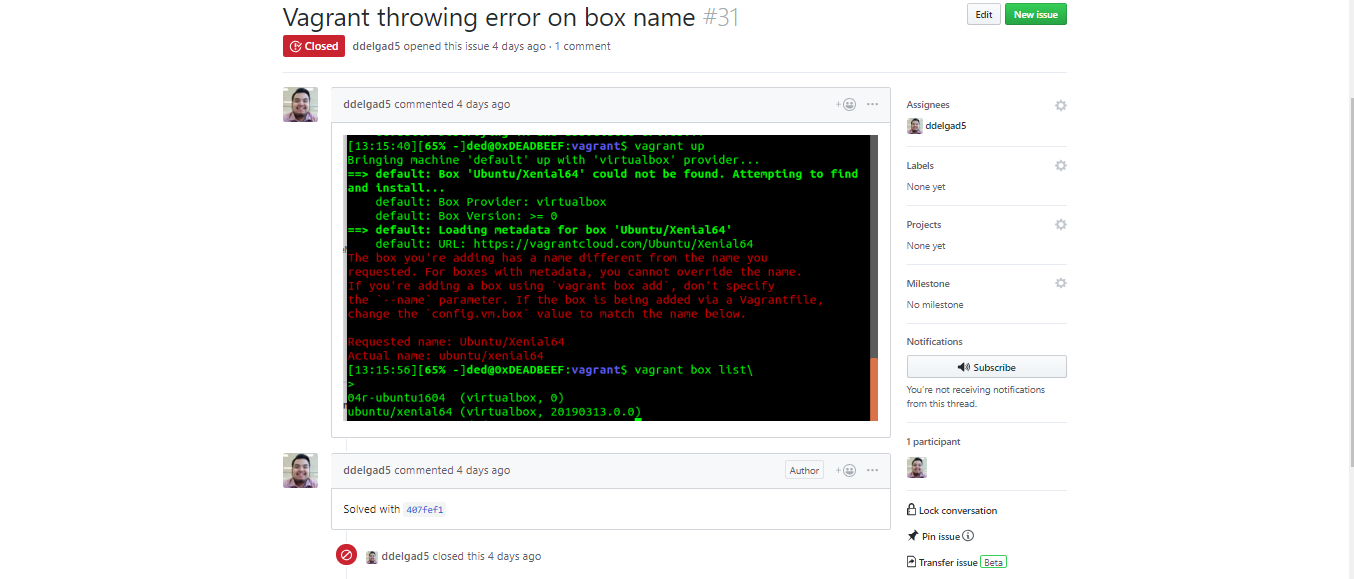 Vagrant throwing error on box name #31
Edit
New issue
Closed
ddelgad5 opened this issue 4 days ago · 1 comment
ddelgad5 commented 4 days ago
[13:15:40][65% -]ded@0xDEADBEEF:vagrant$ vagrant up
Bringing machine 'default' up with 'virtualbox' provider...
==> default: Box 'Ubuntu/Xenial64' could not be found. Attempting to find
and install...
default: Box Provider: virtualbox
default: Box Version: >= 0
==> default: Loading metadata for box 'Ubuntu/Xenial64'
default: URL: https://vagrantcloud.com/Ubuntu/Xenial64
The box you're adding has a name different from the name you
requested. For boxes with metadata, you cannot override the name.
If you're adding a box using `vagrant box add`, don't specify
the `--name` parameter. If the box is being added via a Vagrantfile,
change the `config.vm.box` value to match the name below.
Requested name: Ubuntu/Xenial64
Actual name: ubuntu/xenial64
[13:15:56][65% -]ded@0xDEADBEEF:vagrant$ vagrant box list\
>
04r-ubuntu1604 (virtualbox, 0)
ubuntu/xenial64 (virtualbox, 20190313.0.0)
ddelgad5 commented 4 days ago
Author
Solved with 407fef1
ddelgad5 closed this 4 days ago
Assignees
ddelgad5
Labels
None yet
Projects
None yet
Milestone
No milestone
Notifications
Subscribe
You're not receiving notifications
from this thread.
1 participant
Lock conversation
Pin issue
Transfer issue Beta